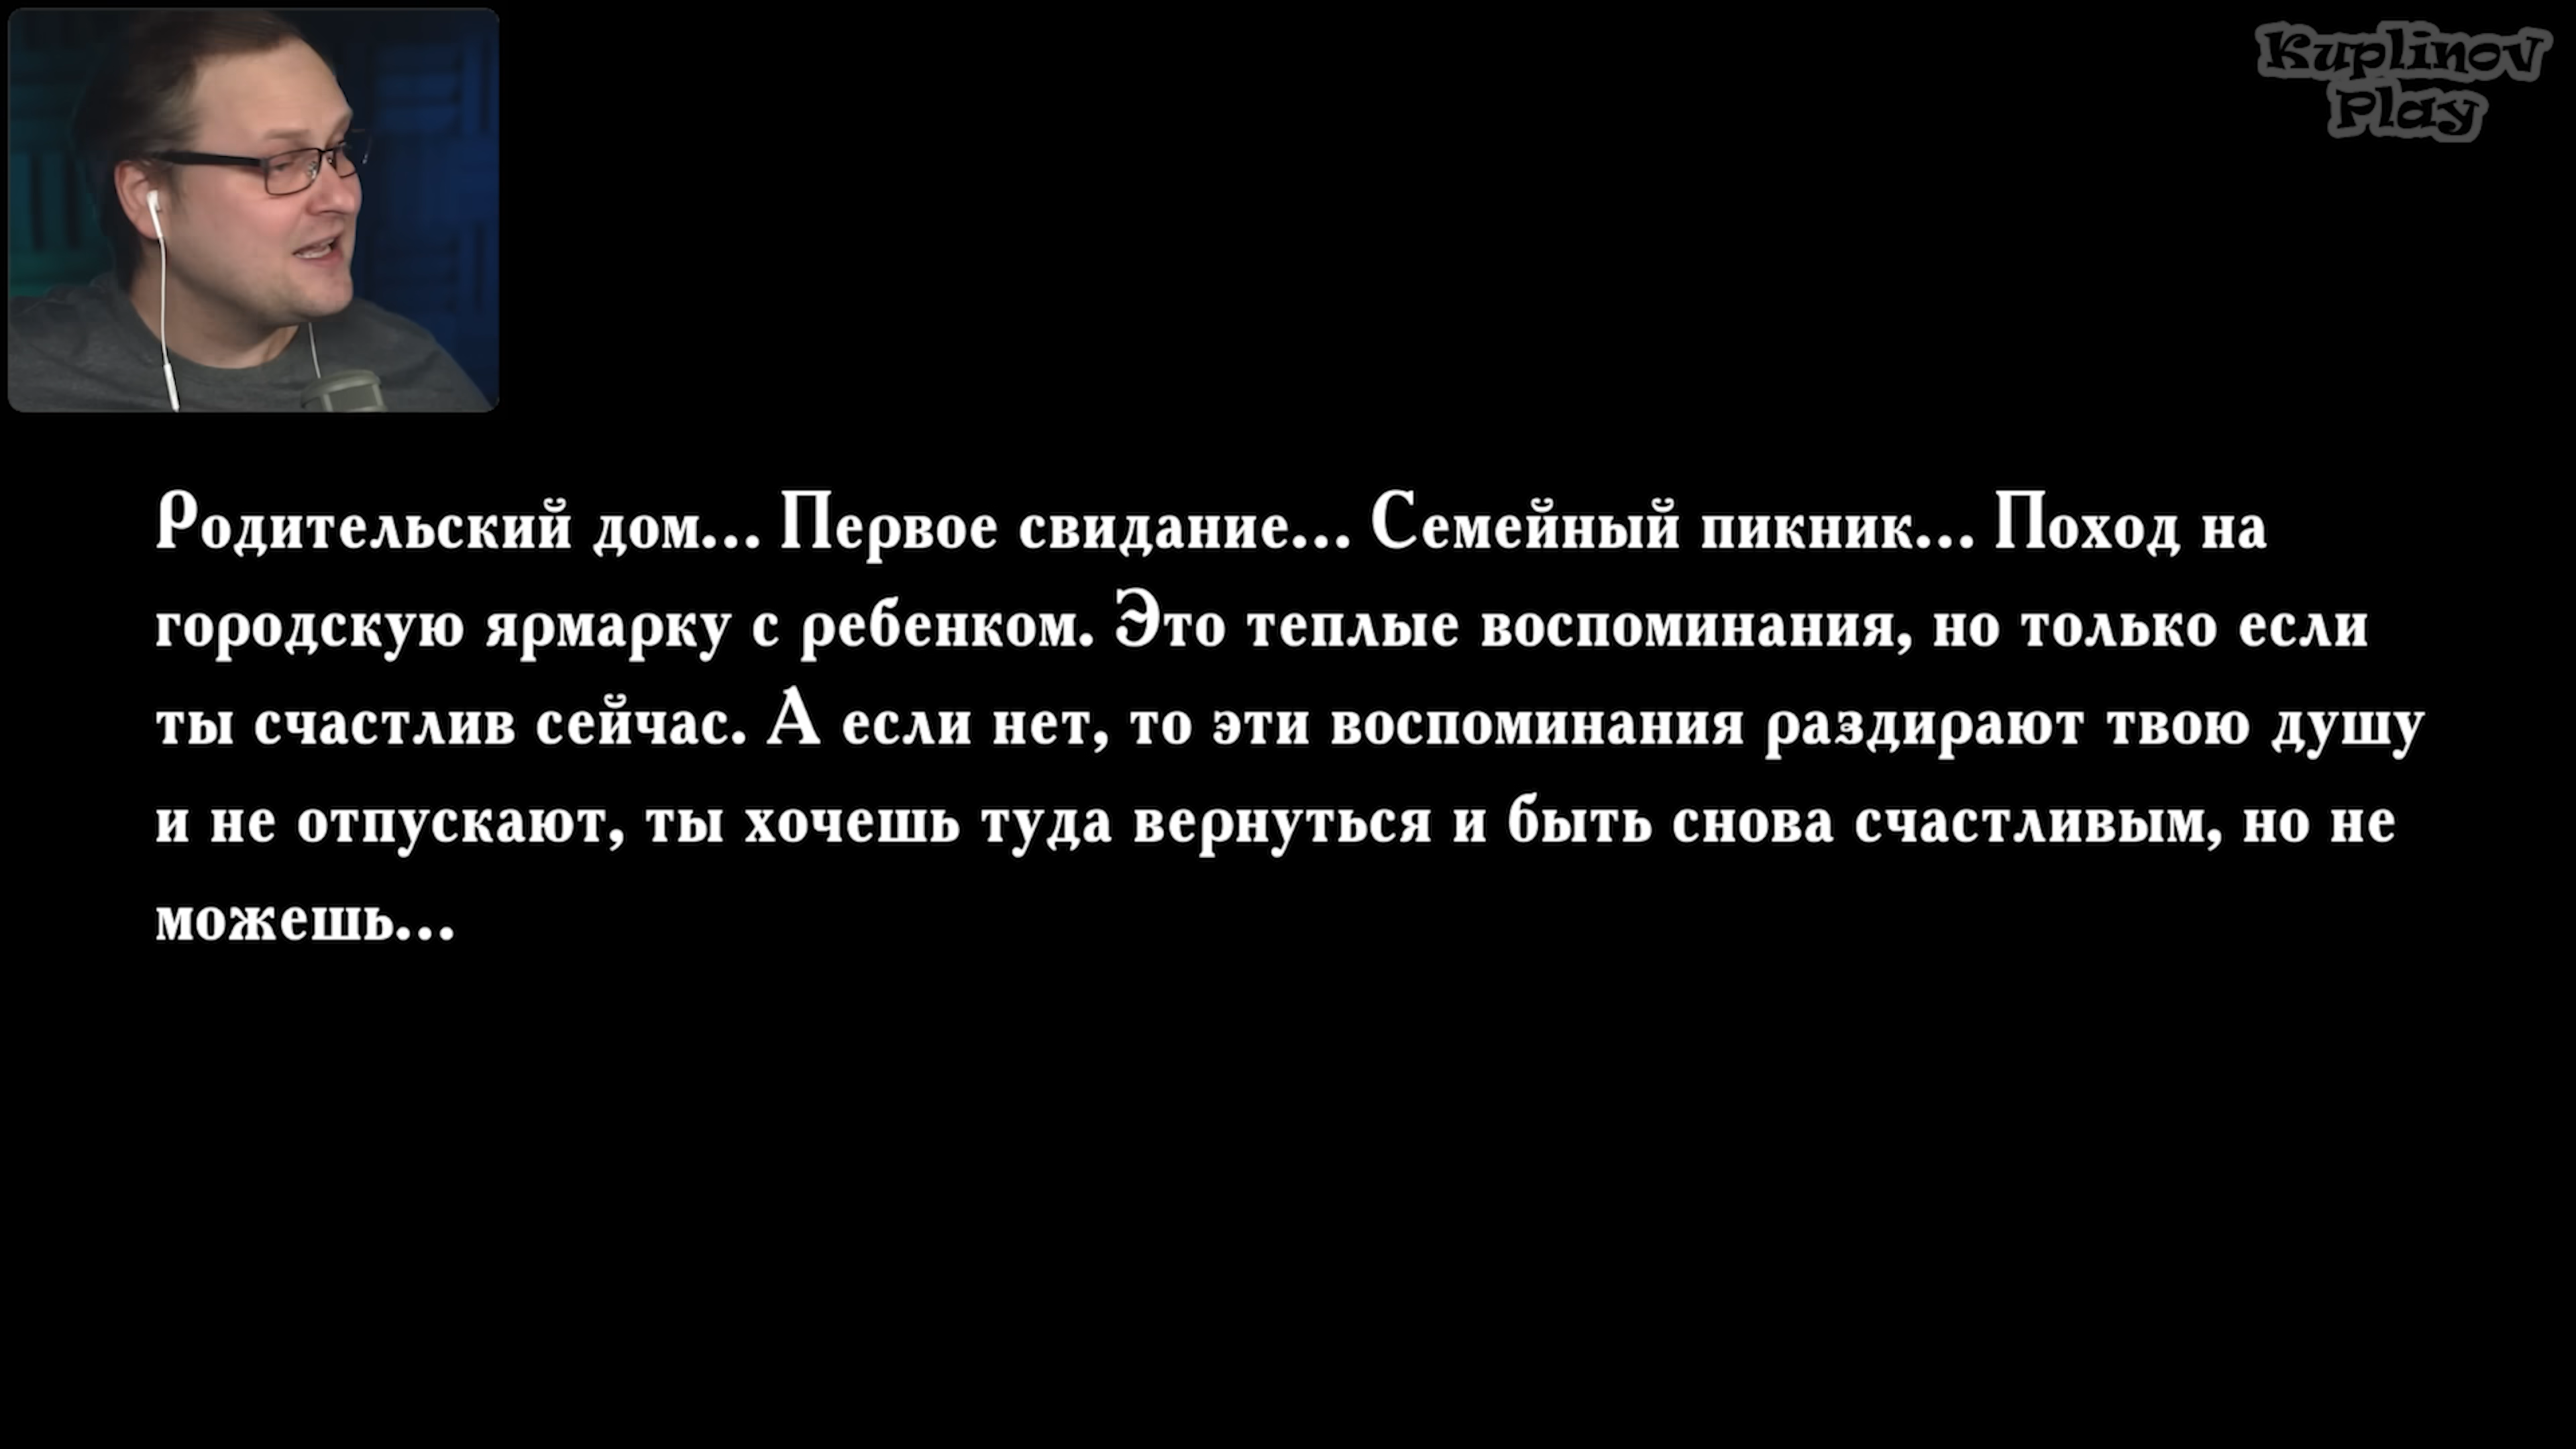 Kuplinov
Play
Родительский дом... Первое свидание... Семейный пикник... Поход на
городскую ярмарку с ребенком. Это теплые воспоминания, но только если
ты счастлив сейчас. А если нет, то эти воспоминания раздирают твою душу
и не отпускают, ты хочешь туда вернуться и быть снова счастливым, но не
можешь...